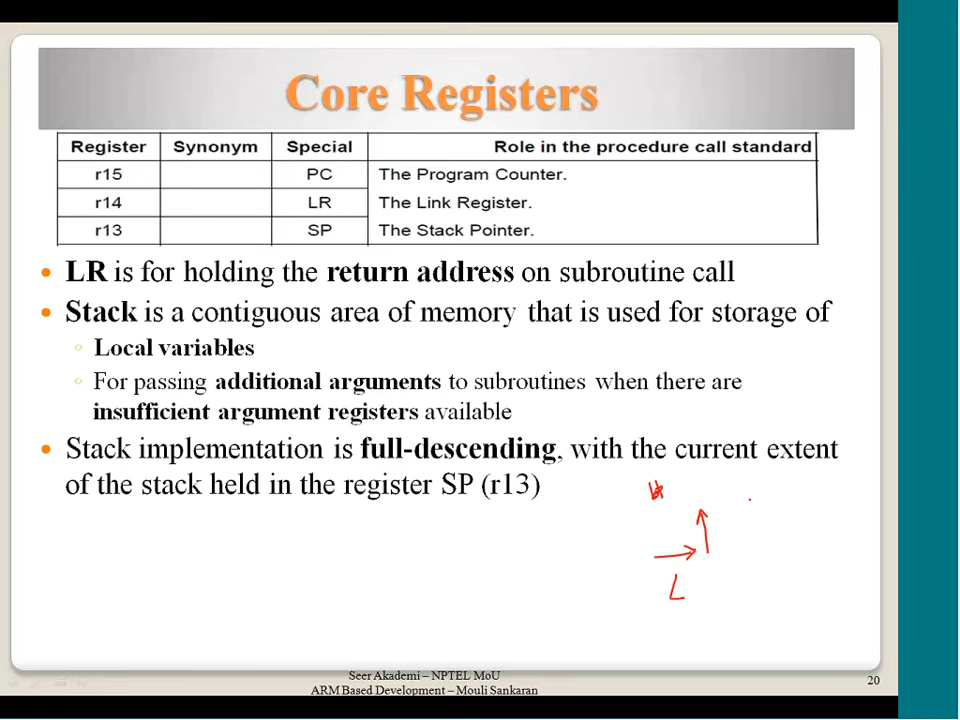 Core Registers
Register Synonym Special Role in the procedure call standard
r15 PC The Program Counter.
r14 LR The Link Register.
r13 SP The Stack Pointer.
• LR is for holding the return address on subroutine call
• Stack is a contiguous area of memory that is used for storage of
◦ Local variables
◦ For passing additional arguments to subroutines when there are
insufficient argument registers available
• Stack implementation is full-descending, with the current extent
of the stack held in the register SP (r13)
L
Seer Akademi – NPTEL MoU
ARM Based Development – Mouli Sankaran
20